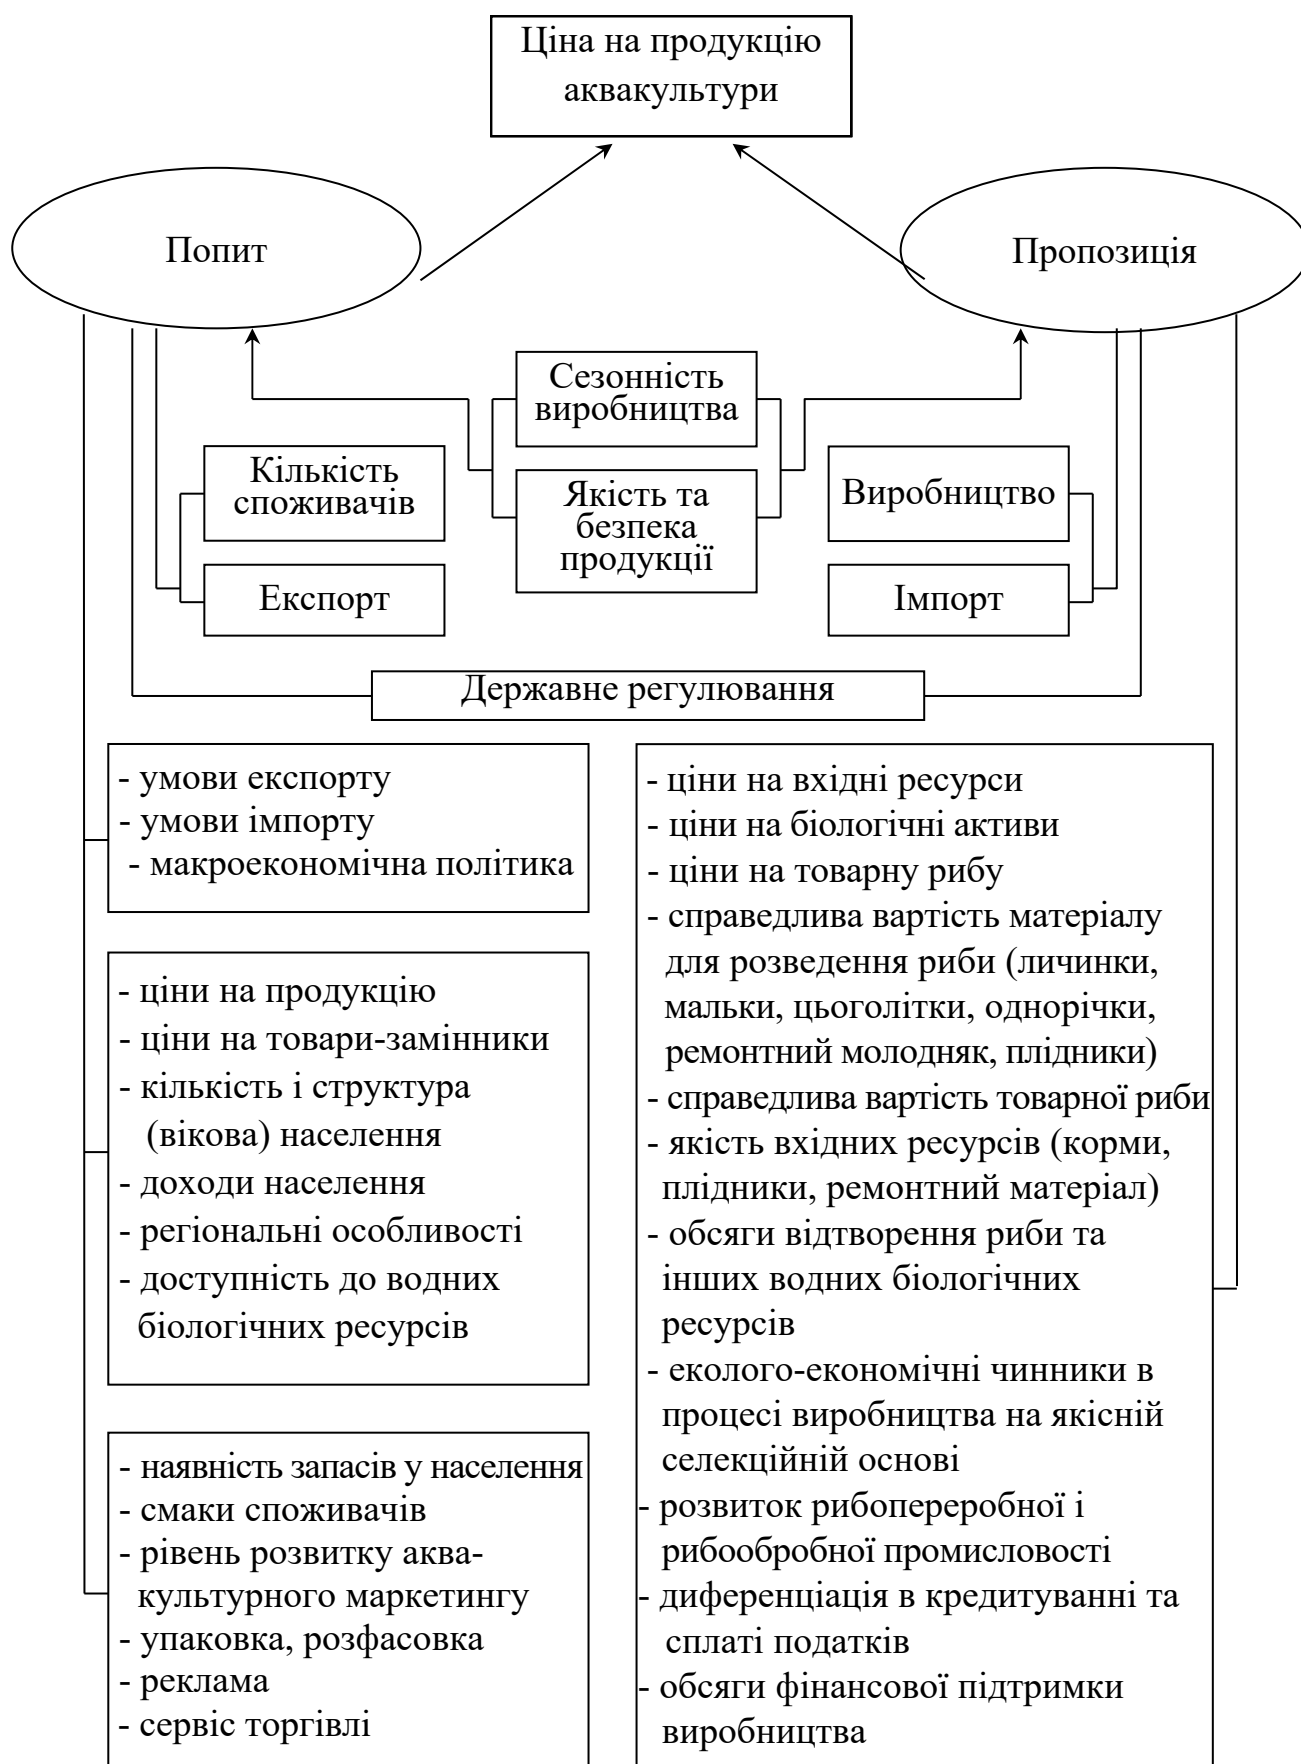 Ціна на продукцію
аквакультури
Попит
Пропозиція
Сезонність
виробництва
Кількість
споживачів
Якість та
безпека
продукції
Виробництво
Експорт
Імпорт
Державне регулювання
- умови експорту
- умови імпорту
- макроекономічна політика
- ціни на продукцію
- ціни на товари-замінники
- кількість і структура
(вікова) населення
- доходи населення
- регіональні особливості
- доступність до водних
біологічних ресурсів
- наявність запасів у населення
- смаки споживачів
- рівень розвитку аква-
культурного маркетингу
- упаковка, розфасовка
- реклама
- сервіс торгівлі
- ціни на вхідні ресурси
- ціни на біологічні активи
- ціни на товарну рибу
- справедлива вартість матеріалу
для розведення риби (личинки,
мальки, цьоголітки, однорічки,
ремонтний молодняк, плідники)
- справедлива вартість товарної риби
- якість вхідних ресурсів (корми,
плідники, ремонтний матеріал)
- обсяги відтворення риби та
інших водних біологічних
ресурсів
- еколого-економічні чинники в
процесі виробництва на якісній
селекційній основі
- розвиток рибопереробної і
рибообробної промисловості
- диференціація в кредитуванні та
сплаті податків
- обсяги фінансової підтримки
виробництва